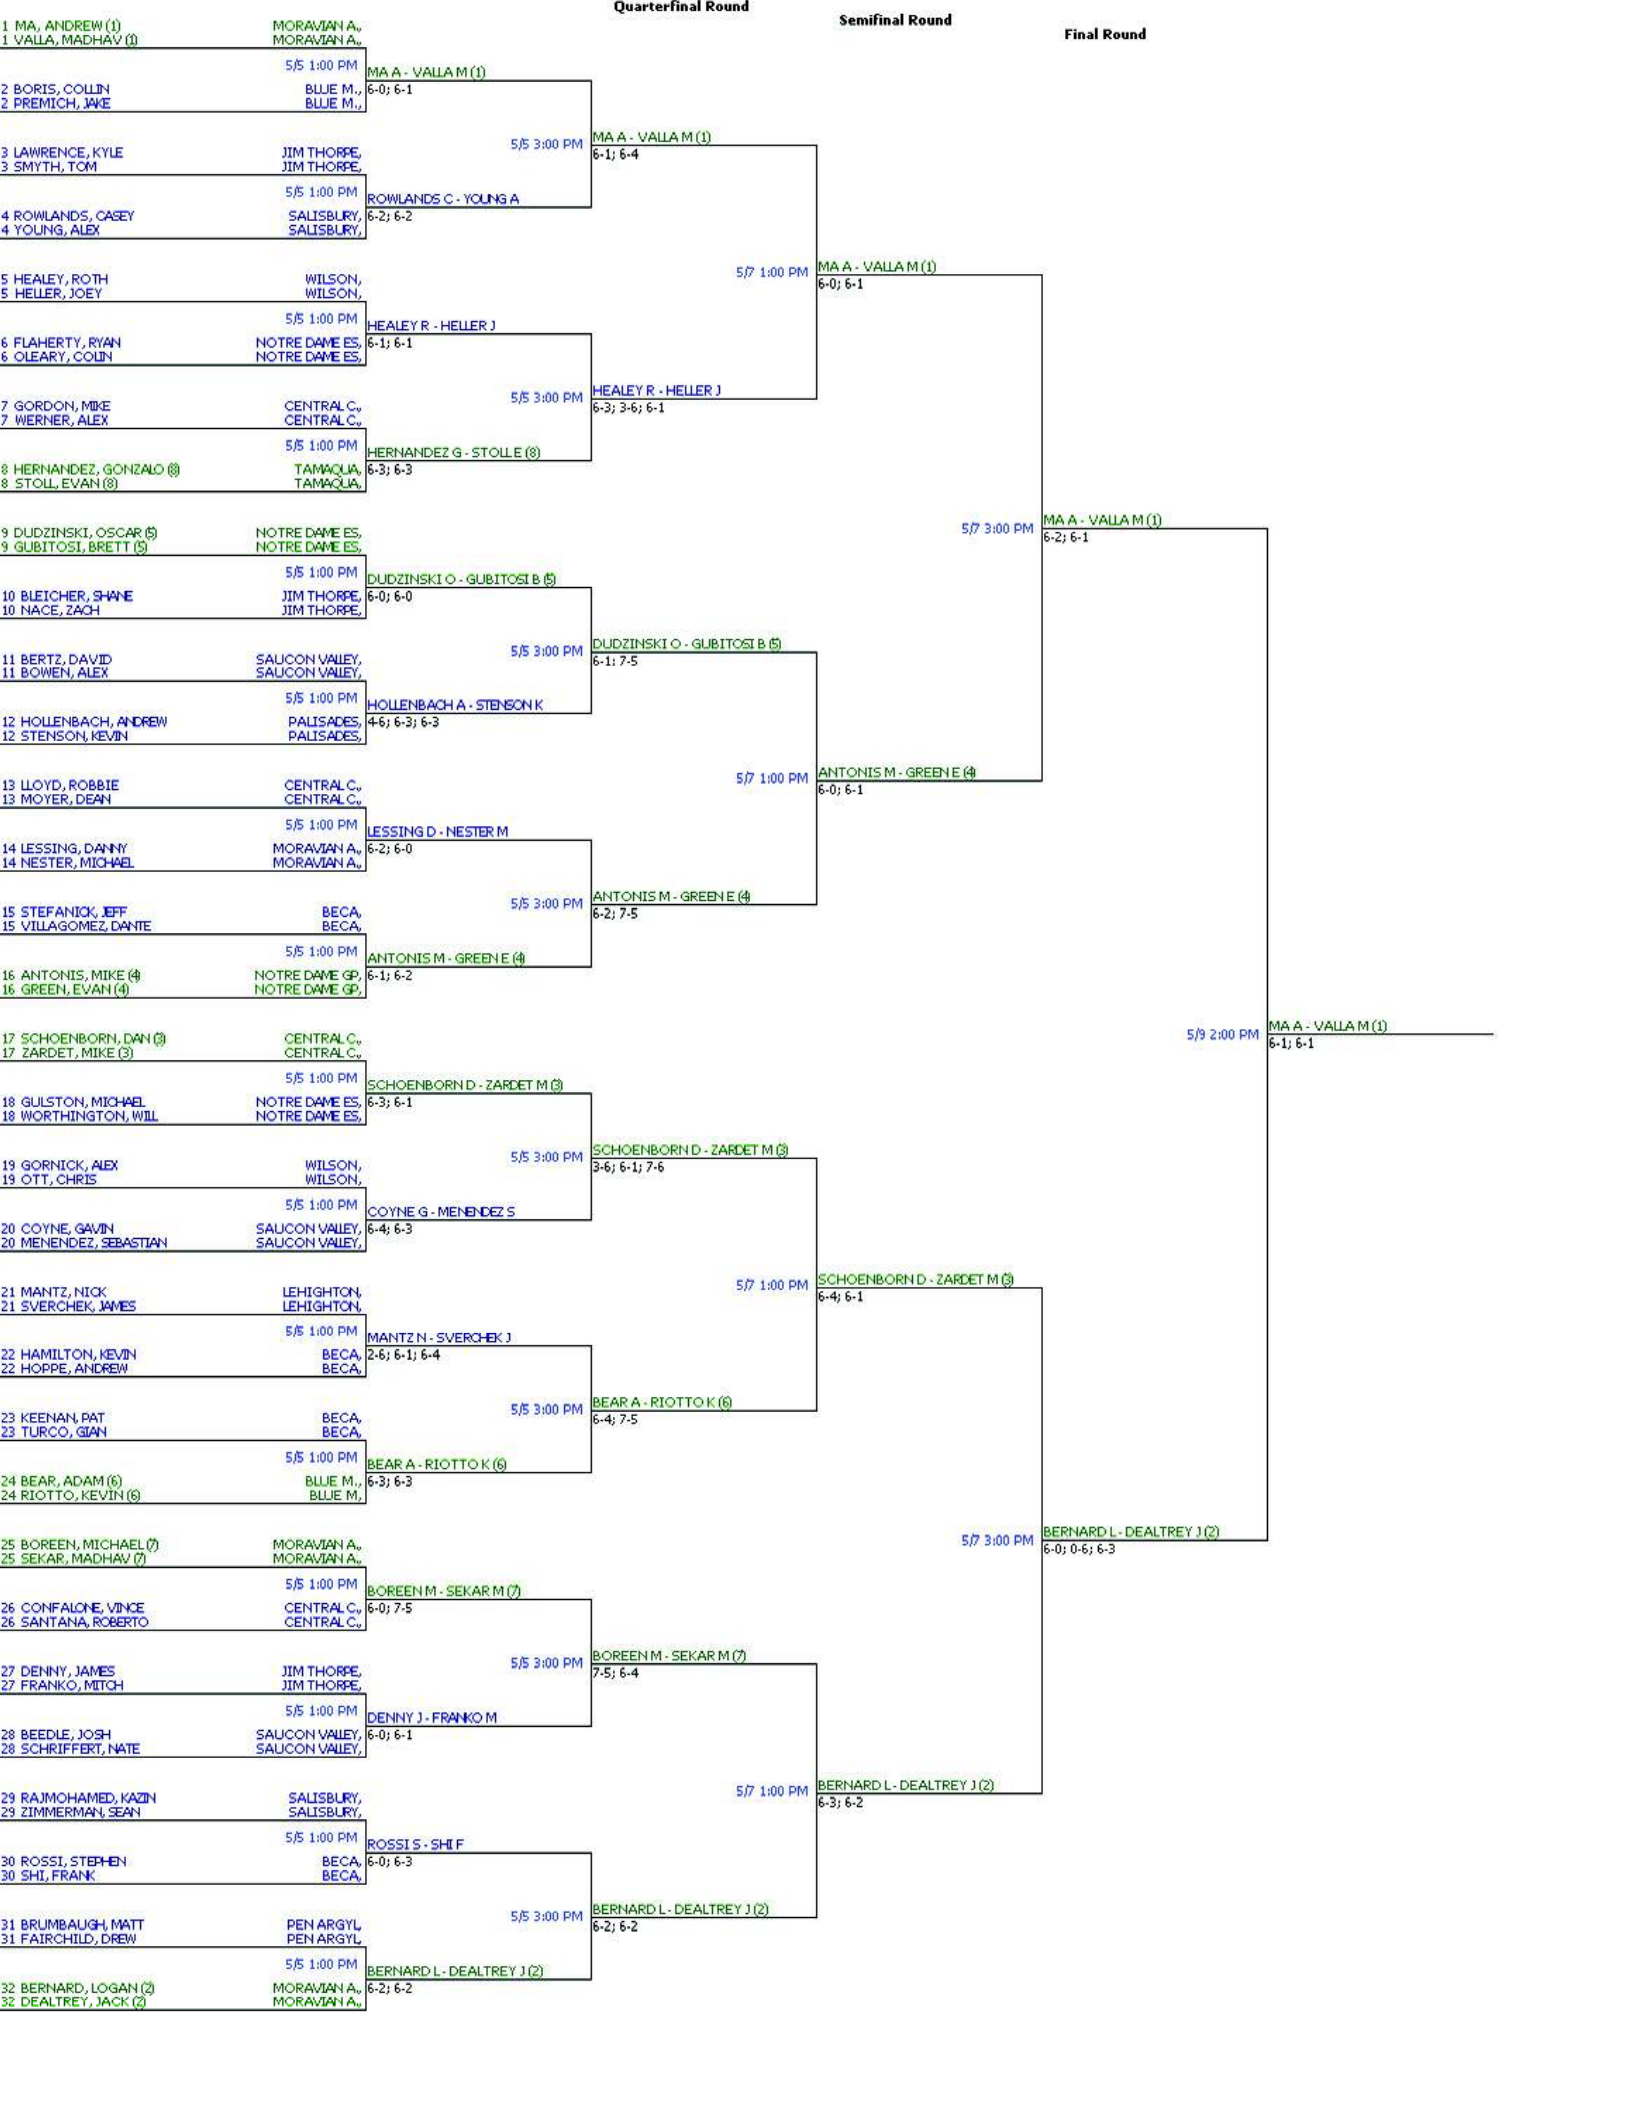 Quarterfinal Round
Semifinal Round
Final Round
1 MA, ANDREW (1) MORAVIAN A.,
1 VALLA, MADHAV (1) MORAVIAN A.,
5/5 1:00 PM
MA A - VALLA M (1)
2 BORIS, COLLIN BLUE M., 6-0; 6-1
2 PREMICH, JAKE BLUE M.,
5/5 3:00 PM
MA A - VALLA M (1)
6-1; 6-4
3 LAWRENCE, KYLE JIM THORPE,
3 SMYTH, TOM JIM THORPE,
5/5 1:00 PM
ROWLANDS C - YOUNG A
4 ROWLANDS, CASEY SALISBURY, 6-2; 6-2
4 YOUNG, ALEX SALISBURY,
5/7 1:00 PM
MA A - VALLA M (1)
6-0; 6-1
5 HEALEY, ROTH WILSON,
5 HELLER, JOEY WILSON,
5/5 1:00 PM
HEALEY R - HELLER J
6 FLAHERTY, RYAN NOTRE DAME ES, 6-1; 6-1
6 OLEARY, COLIN NOTRE DAME ES,
5/5 3:00 PM
HEALEY R - HELLER J
6-3; 3-6; 6-1
7 GORDON, MIKE CENTRAL C.,
7 WERNER, ALEX CENTRAL C.,
5/5 1:00 PM
HERNANDEZ G - STOLL E (8)
8 HERNANDEZ, GONZALO (8) TAMAQUA, 6-3; 6-3
8 STOLL, EVAN (8) TAMAQUA,
5/7 3:00 PM
MA A - VALLA M (1)
6-2; 6-1
9 DUDZINSKI, OSCAR (5) NOTRE DAME ES,
9 GUBITOSI, BRETT (5) NOTRE DAME ES,
5/5 1:00 PM
DUDZINSKI O - GUBITOSI B (5)
10 BLEICHER, SHANE JIM THORPE, 6-0; 6-0
10 NACE, ZACH JIM THORPE,
5/5 3:00 PM
DUDZINSKI O - GUBITOSI B (5)
6-1; 7-5
11 BERTZ, DAVID SAUCON VALLEY,
11 BOWEN, ALEX SAUCON VALLEY,
5/5 1:00 PM
HOLLENBACH A - STENSON K
12 HOLLENBACH, ANDREW PALISADES, 4-6; 6-3; 6-3
12 STENSON, KEVIN PALISADES,
5/7 1:00 PM
ANTONIS M - GREEN E (4)
6-0; 6-1
13 LLOYD, ROBBIE CENTRAL C.,
13 MOYER, DEAN CENTRAL C.,
5/5 1:00 PM
LESSING D - NESTER M
14 LESSING, DANNY MORAVIAN A., 6-2; 6-0
14 NESTER, MICHAEL MORAVIAN A.,
5/5 3:00 PM
ANTONIS M - GREEN E (4)
6-2; 7-5
15 STEFANICK, JEFF BECA,
15 VILLAGOMEZ, DANTE BECA,
5/5 1:00 PM
ANTONIS M - GREEN E (4)
16 ANTONIS, MIKE (4) NOTRE DAME GP, 6-1; 6-2
16 GREEN, EVAN (4) NOTRE DAME GP,
5/9 2:00 PM
MA A - VALLA M (1)
6-1; 6-1
17 SCHOENBORN, DAN (3) CENTRAL C.,
17 ZARDET, MIKE (3) CENTRAL C.,
5/5 1:00 PM
SCHOENBORN D - ZARDET M (3)
18 GULSTON, MICHAEL NOTRE DAME ES, 6-3; 6-1
18 WORTHINGTON, WILL NOTRE DAME ES,
5/5 3:00 PM
SCHOENBORN D - ZARDET M (3)
3-6; 6-1; 7-6
19 GORNICK, ALEX WILSON,
19 OTT, CHRIS WILSON,
5/5 1:00 PM
COYNE G - MENENDEZ S
20 COYNE, GAVIN SAUCON VALLEY, 6-4; 6-3
20 MENENDEZ, SEBASTIAN SAUCON VALLEY,
5/7 1:00 PM
SCHOENBORN D - ZARDET M (3)
6-4; 6-1
21 MANTZ, NICK LEHIGHTON,
21 SVERCHEK, JAMES LEHIGHTON,
5/5 1:00 PM
MANTZ N - SVERCHEK J
22 HAMILTON, KEVIN BECA, 2-6; 6-1; 6-4
22 HOPPE, ANDREW BECA,
5/5 3:00 PM
BEAR A - RIOTTO K (6)
6-4; 7-5
23 KEENAN, PAT BECA,
23 TURCO, GIAN BECA,
5/5 1:00 PM
BEAR A - RIOTTO K (6)
24 BEAR, ADAM (6) BLUE M., 6-3; 6-3
24 RIOTTO, KEVIN (6) BLUE M,
5/7 3:00 PM
BERNARD L - DEALTREY J (2)
6-0; 0-6; 6-3
25 BOREEN, MICHAEL (7) MORAVIAN A.,
25 SEKAR, MADHAV (7) MORAVIAN A.,
5/5 1:00 PM
BOREEN M - SEKAR M (7)
26 CONFALONE, VINCE CENTRAL C., 6-0; 7-5
26 SANTANA, ROBERTO CENTRAL C.,
5/5 3:00 PM
BOREEN M - SEKAR M (7)
7-5; 6-4
27 DENNY, JAMES JIM THORPE,
27 FRANKO, MITCH JIM THORPE,
5/5 1:00 PM
DENNY J - FRANKO M
28 BEEDLE, JOSH SAUCON VALLEY, 6-0; 6-1
28 SCHRIFFERT, NATE SAUCON VALLEY,
5/7 1:00 PM
BERNARD L - DEALTREY J (2)
6-3; 6-2
29 RAJMOHAMED, KAZIN SALISBURY,
29 ZIMMERMAN, SEAN SALISBURY,
5/5 1:00 PM
ROSSI S - SHI F
30 ROSSI, STEPHEN BECA, 6-0; 6-3
30 SHI, FRANK BECA,
5/5 3:00 PM
BERNARD L - DEALTREY J (2)
6-2; 6-2
31 BRUMBAUGH, MATT PEN ARGYL,
31 FAIRCHILD, DREW PEN ARGYL,
5/5 1:00 PM
BERNARD L - DEALTREY J (2)
32 BERNARD, LOGAN (2) MORAVIAN A., 6-2; 6-2
32 DEALTREY, JACK (2) MORAVIAN A.,